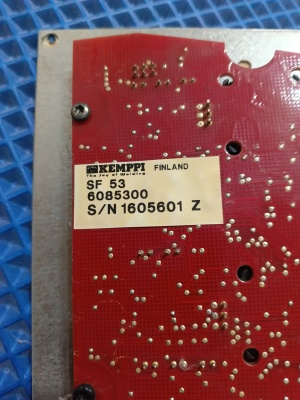 KEMPPI FINLAND
The Joy of Welding
SF 53
6085300
S/N 1605601 Z